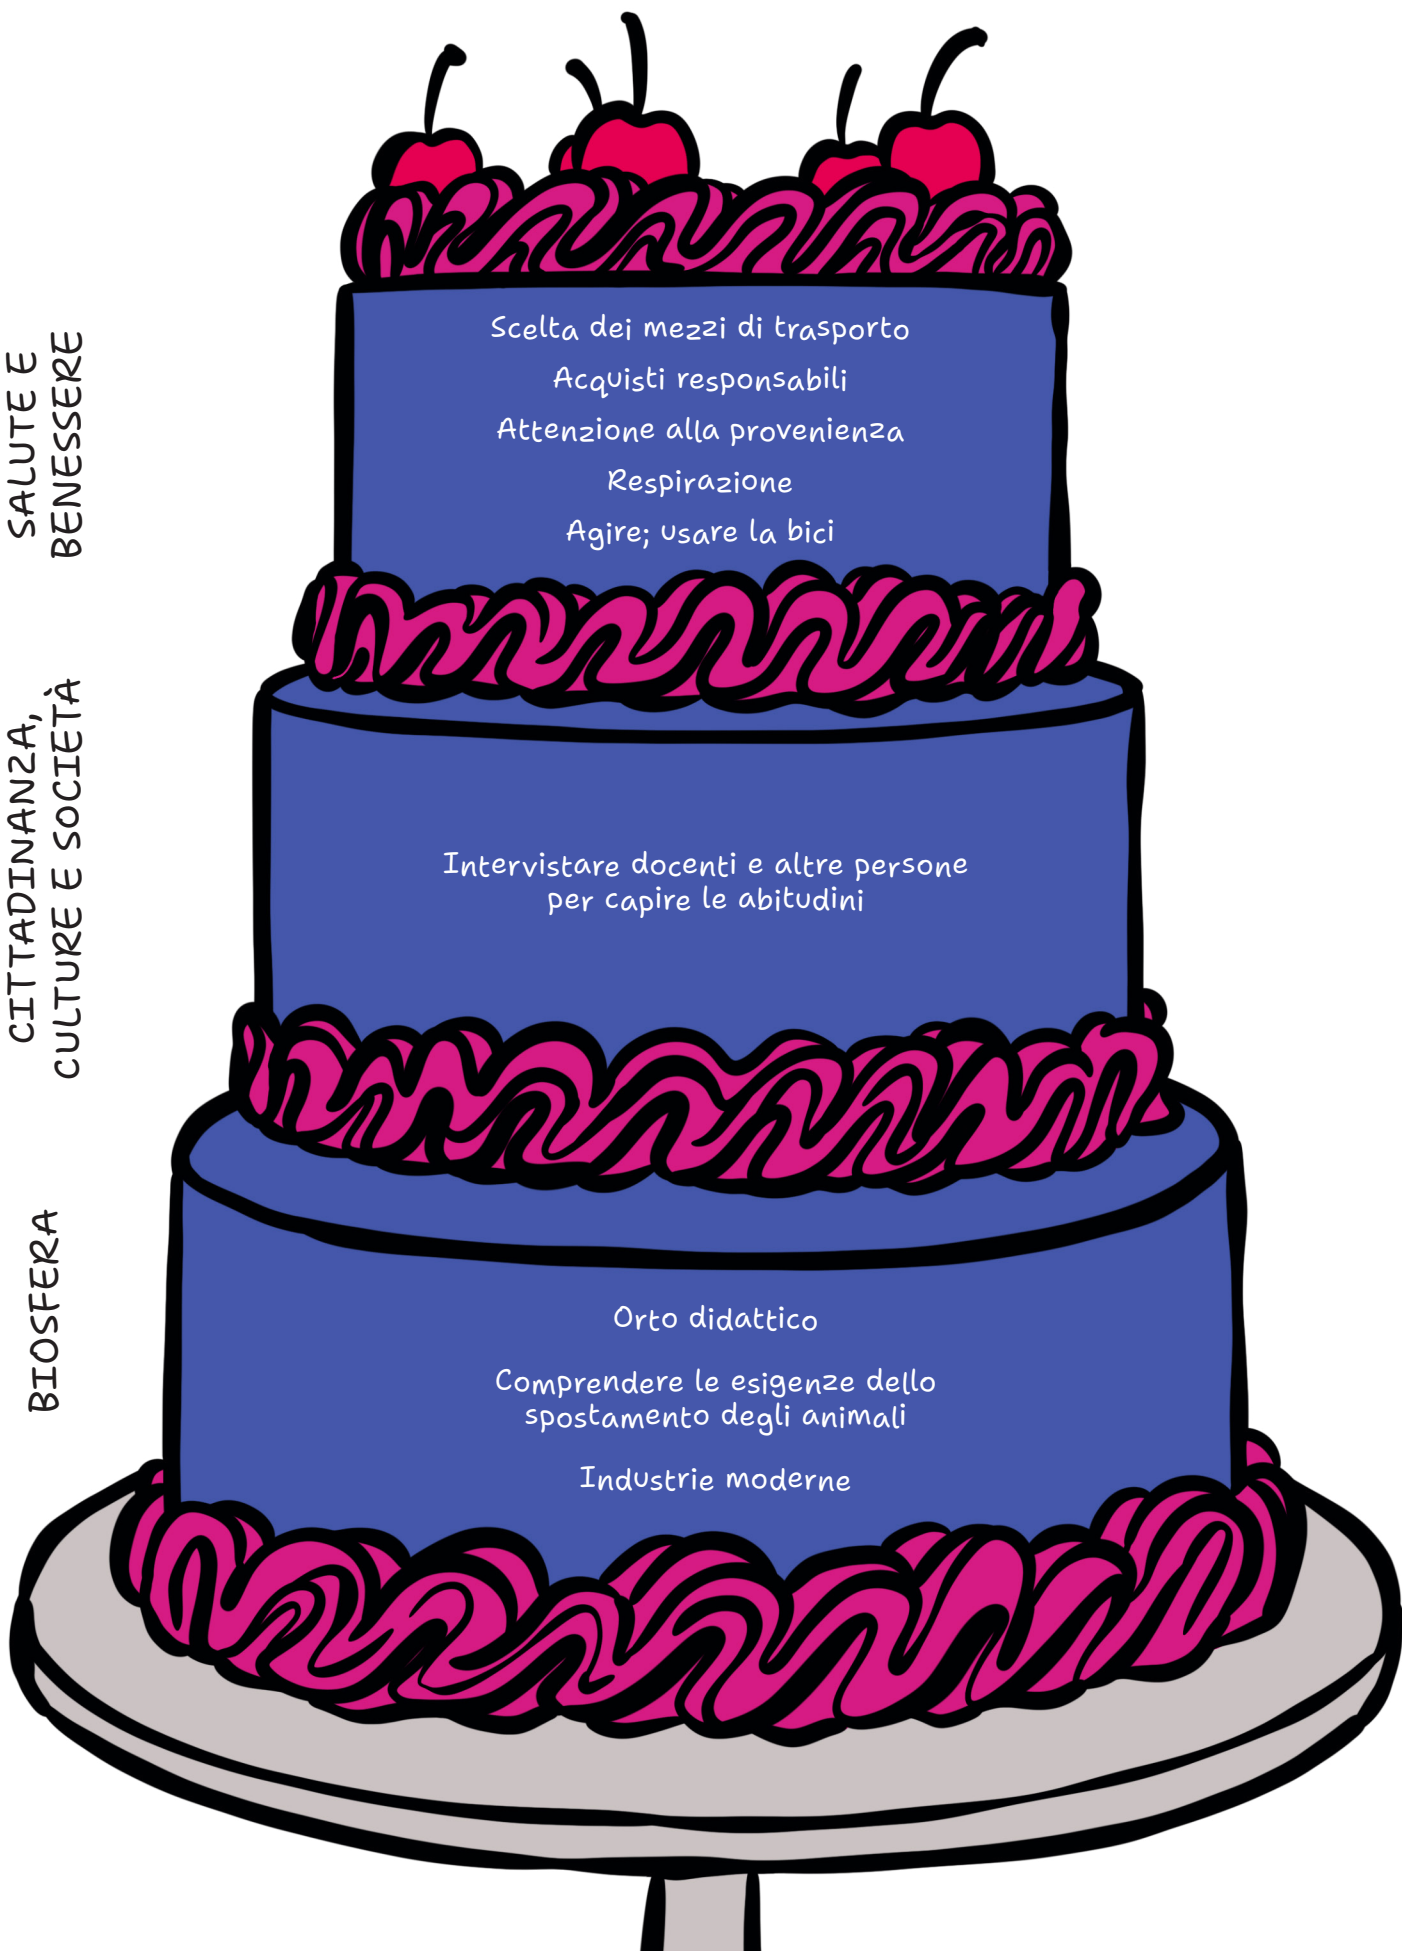 SALUTE E
BENESSERE
Scelta dei mezzi di trasporto
Acquisti responsabili
Attenzione alla provenienza
Respirazione
Agire; usare la bici
CITTADINANZA,
CULTURE E SOCIETÀ
Intervistare docenti e altre persone
per capire le abitudini
BIOSFERA
Orto didattico
Comprendere le esigenze dello
spostamento degli animali
Industrie moderne